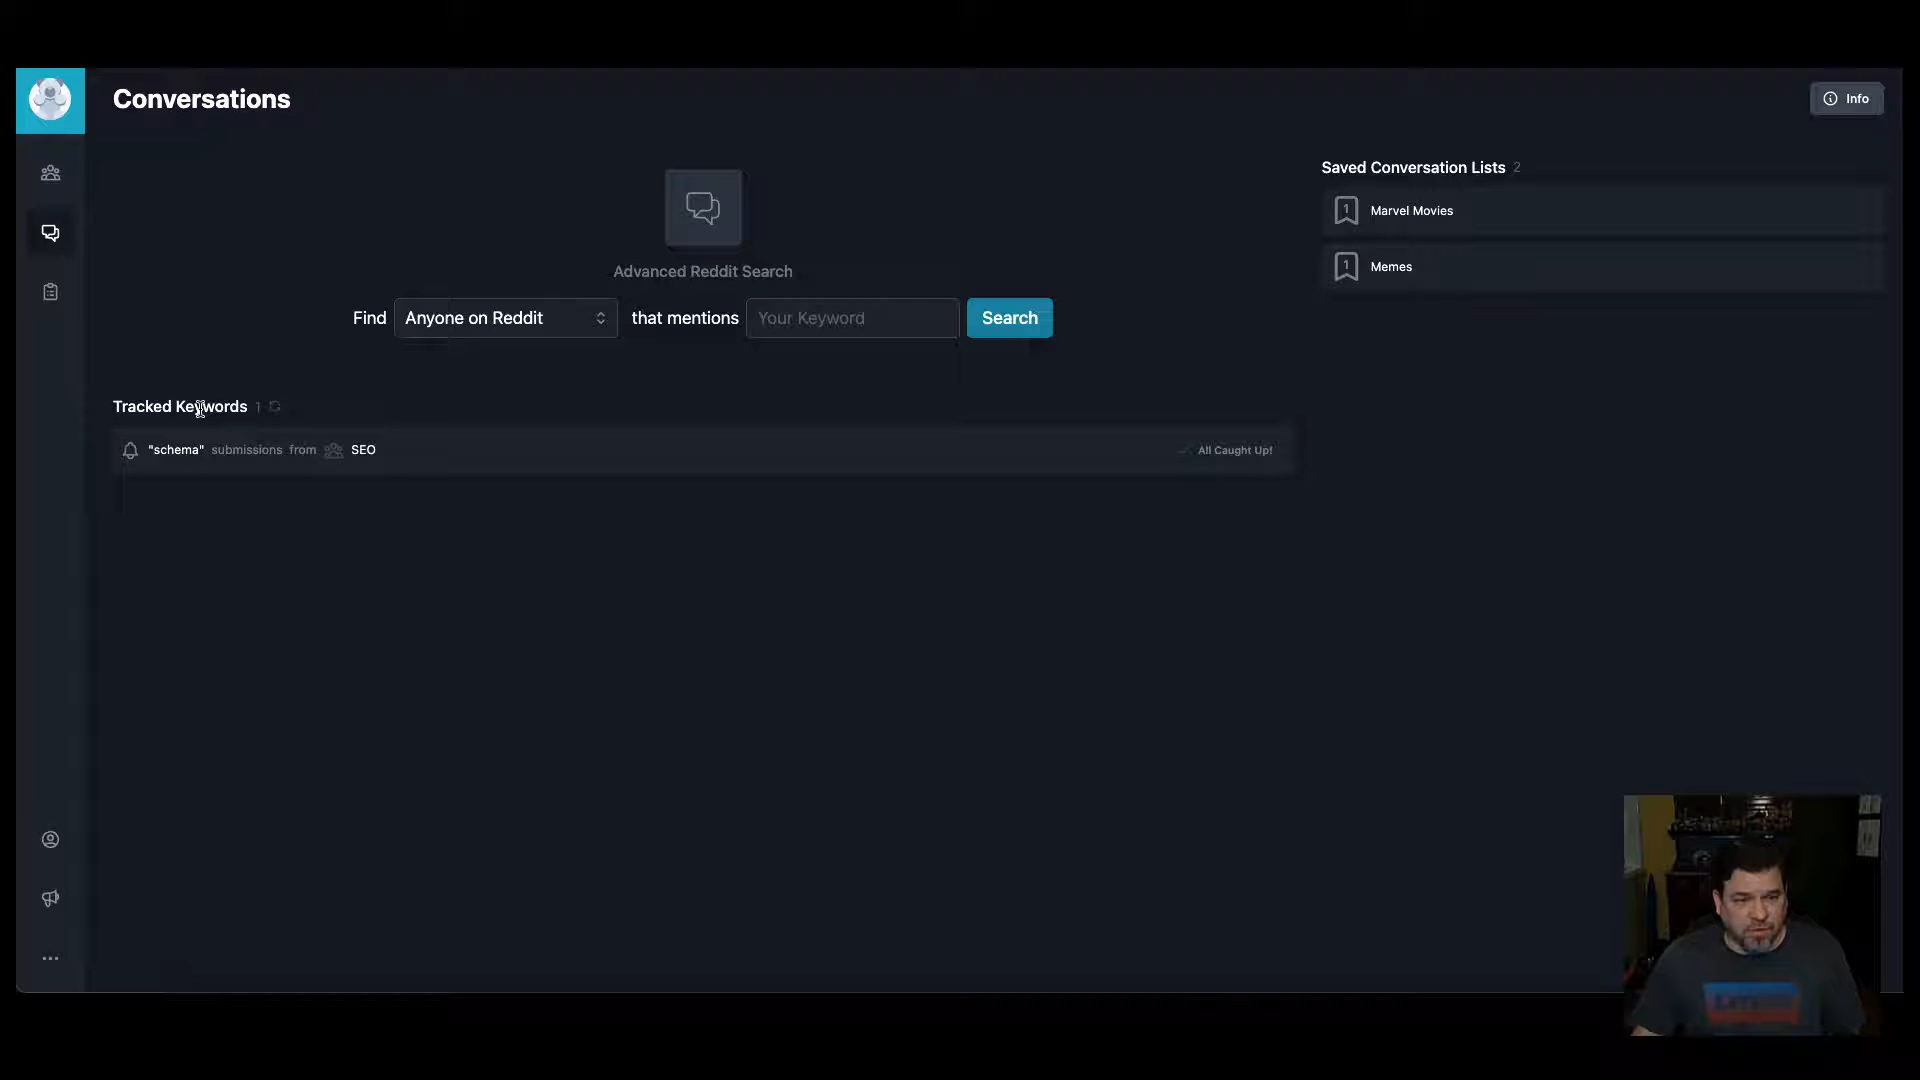 Conversations
Info
Saved Conversation Lists 2
1 Marvel Movies
1 Memes
Advanced Reddit Search
Find Anyone on Reddit that mentions Your Keyword Search
Tracked Keywords 1
"schema" submissions from SEO All Caught Up!